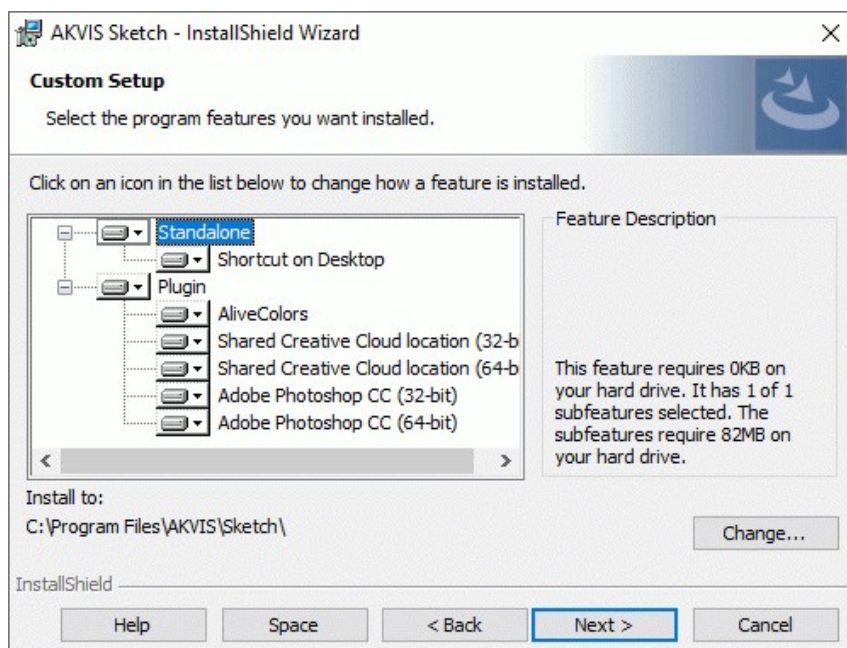 AKVIS Sketch - InstallShield Wizard
Custom Setup
Select the program features you want installed.
Click on an icon in the list below to change how a feature is installed.
Standalone
Shortcut on Desktop
Plugin
AliveColors
Shared Creative Cloud location (32-b
Shared Creative Cloud location (64-b
Adobe Photoshop CC (32-bit)
Adobe Photoshop CC (64-bit)
Feature Description
This feature requires 0KB on
your hard drive. It has 1 of 1
subfeatures selected. The
subfeatures require 82MB on
your hard drive.
Install to:
C:\Program Files\AKVIS\Sketch\
Change...
InstallShield
Help
Space
< Back
Next >
Cancel